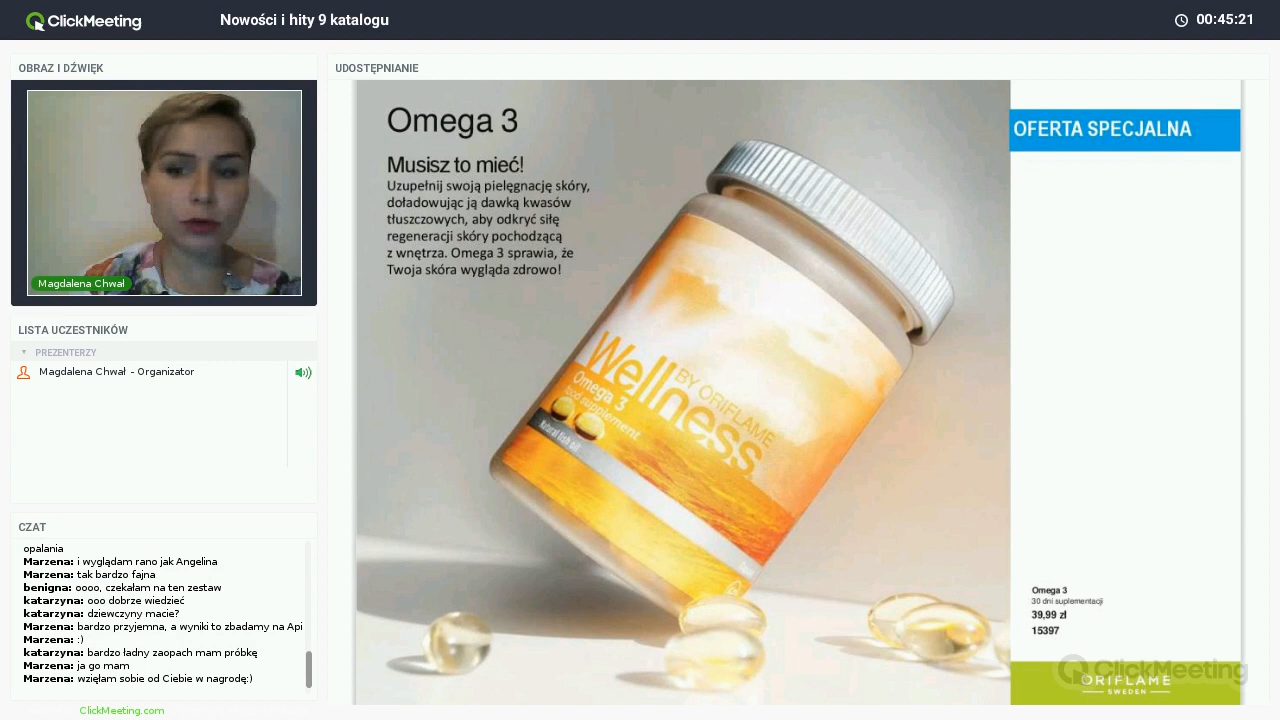 ClickMeeting
Nowości i hity 9 katalogu
00:45:21
OBRAZ I DŹWIĘK
Magdalena Chwał
LISTA UCZESTNIKÓW
PREZENTERZY
Magdalena Chwał - Organizator
CZAT
opalania
Marzena: i wyglądam rano jak Angelina
Marzena: tak bardzo fajna
benigna: oooo, czekałam na ten zestaw
katarzyna: ooo dobrze wiedzieć
katarzyna: dziewczyny macie?
Marzena: bardzo przyjemna, a wyniki to zbadamy na Api
Marzena: :)
katarzyna: bardzo ładny zaopach mam próbkę
Marzena: ja go mam
Marzena: wzięłam sobie od Ciebie w nagrodę:)
ClickMeeting.com
UDOSTĘPNIANIE
Omega 3
Musisz to mieć!
Uzupełnij swoją pielęgnację skóry,
doładowując ją dawką kwasów
tłuszczowych, aby odkryć siłę
regeneracji skóry pochodzącą
z wnętrza. Omega 3 sprawia, że
Twoja skóra wygląda zdrowo!
Wellness
BY ORIFLAME
Omega 3
food supplement
Natural fish oil
OFERTA SPECJALNA
Omega 3
30 dni suplementacji
39,99 zł
15397
ClickMeeting
ORIFLAME
SWEDEN